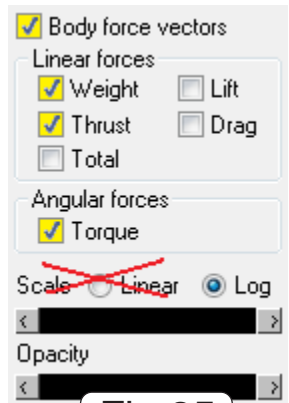 Body force vectors
Linear forces
Weight Lift
Thrust Drag
Total
Angular forces
Torque
Scale Linear Log
Opacity